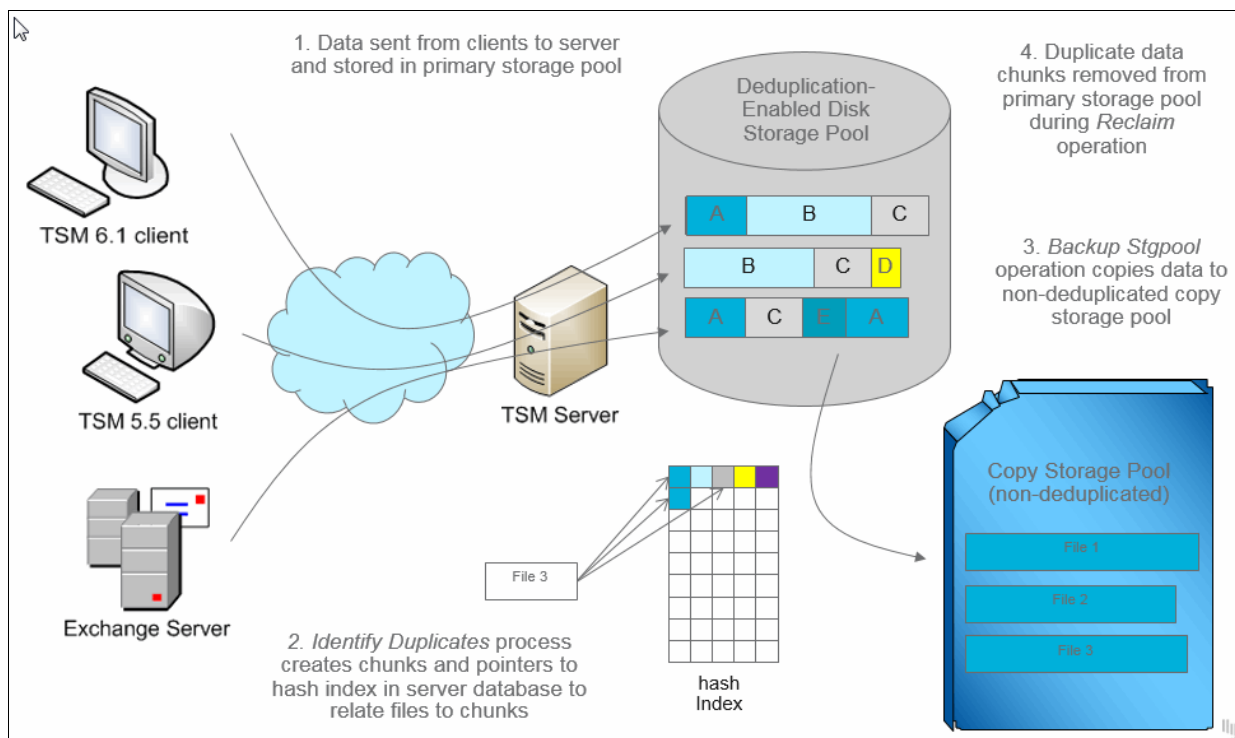 1. Data sent from clients to server
and stored in primary storage pool
4. Duplicate data
chunks removed from
primary storage pool
during Reclaim
operation
Deduplication-
Enabled Disk
Storage Pool
TSM 6.1 client
A B C
B C D
A C E A
3. Backup Stgpool
operation copies data to
non-deduplicated copy
storage pool
TSM 5.5 client
TSM Server
Copy Storage Pool
(non-deduplicated)
File 1
File 2
File 3
File 3
Exchange Server
2. Identify Duplicates process
creates chunks and pointers to
hash index in server database to
relate files to chunks
hash
Index